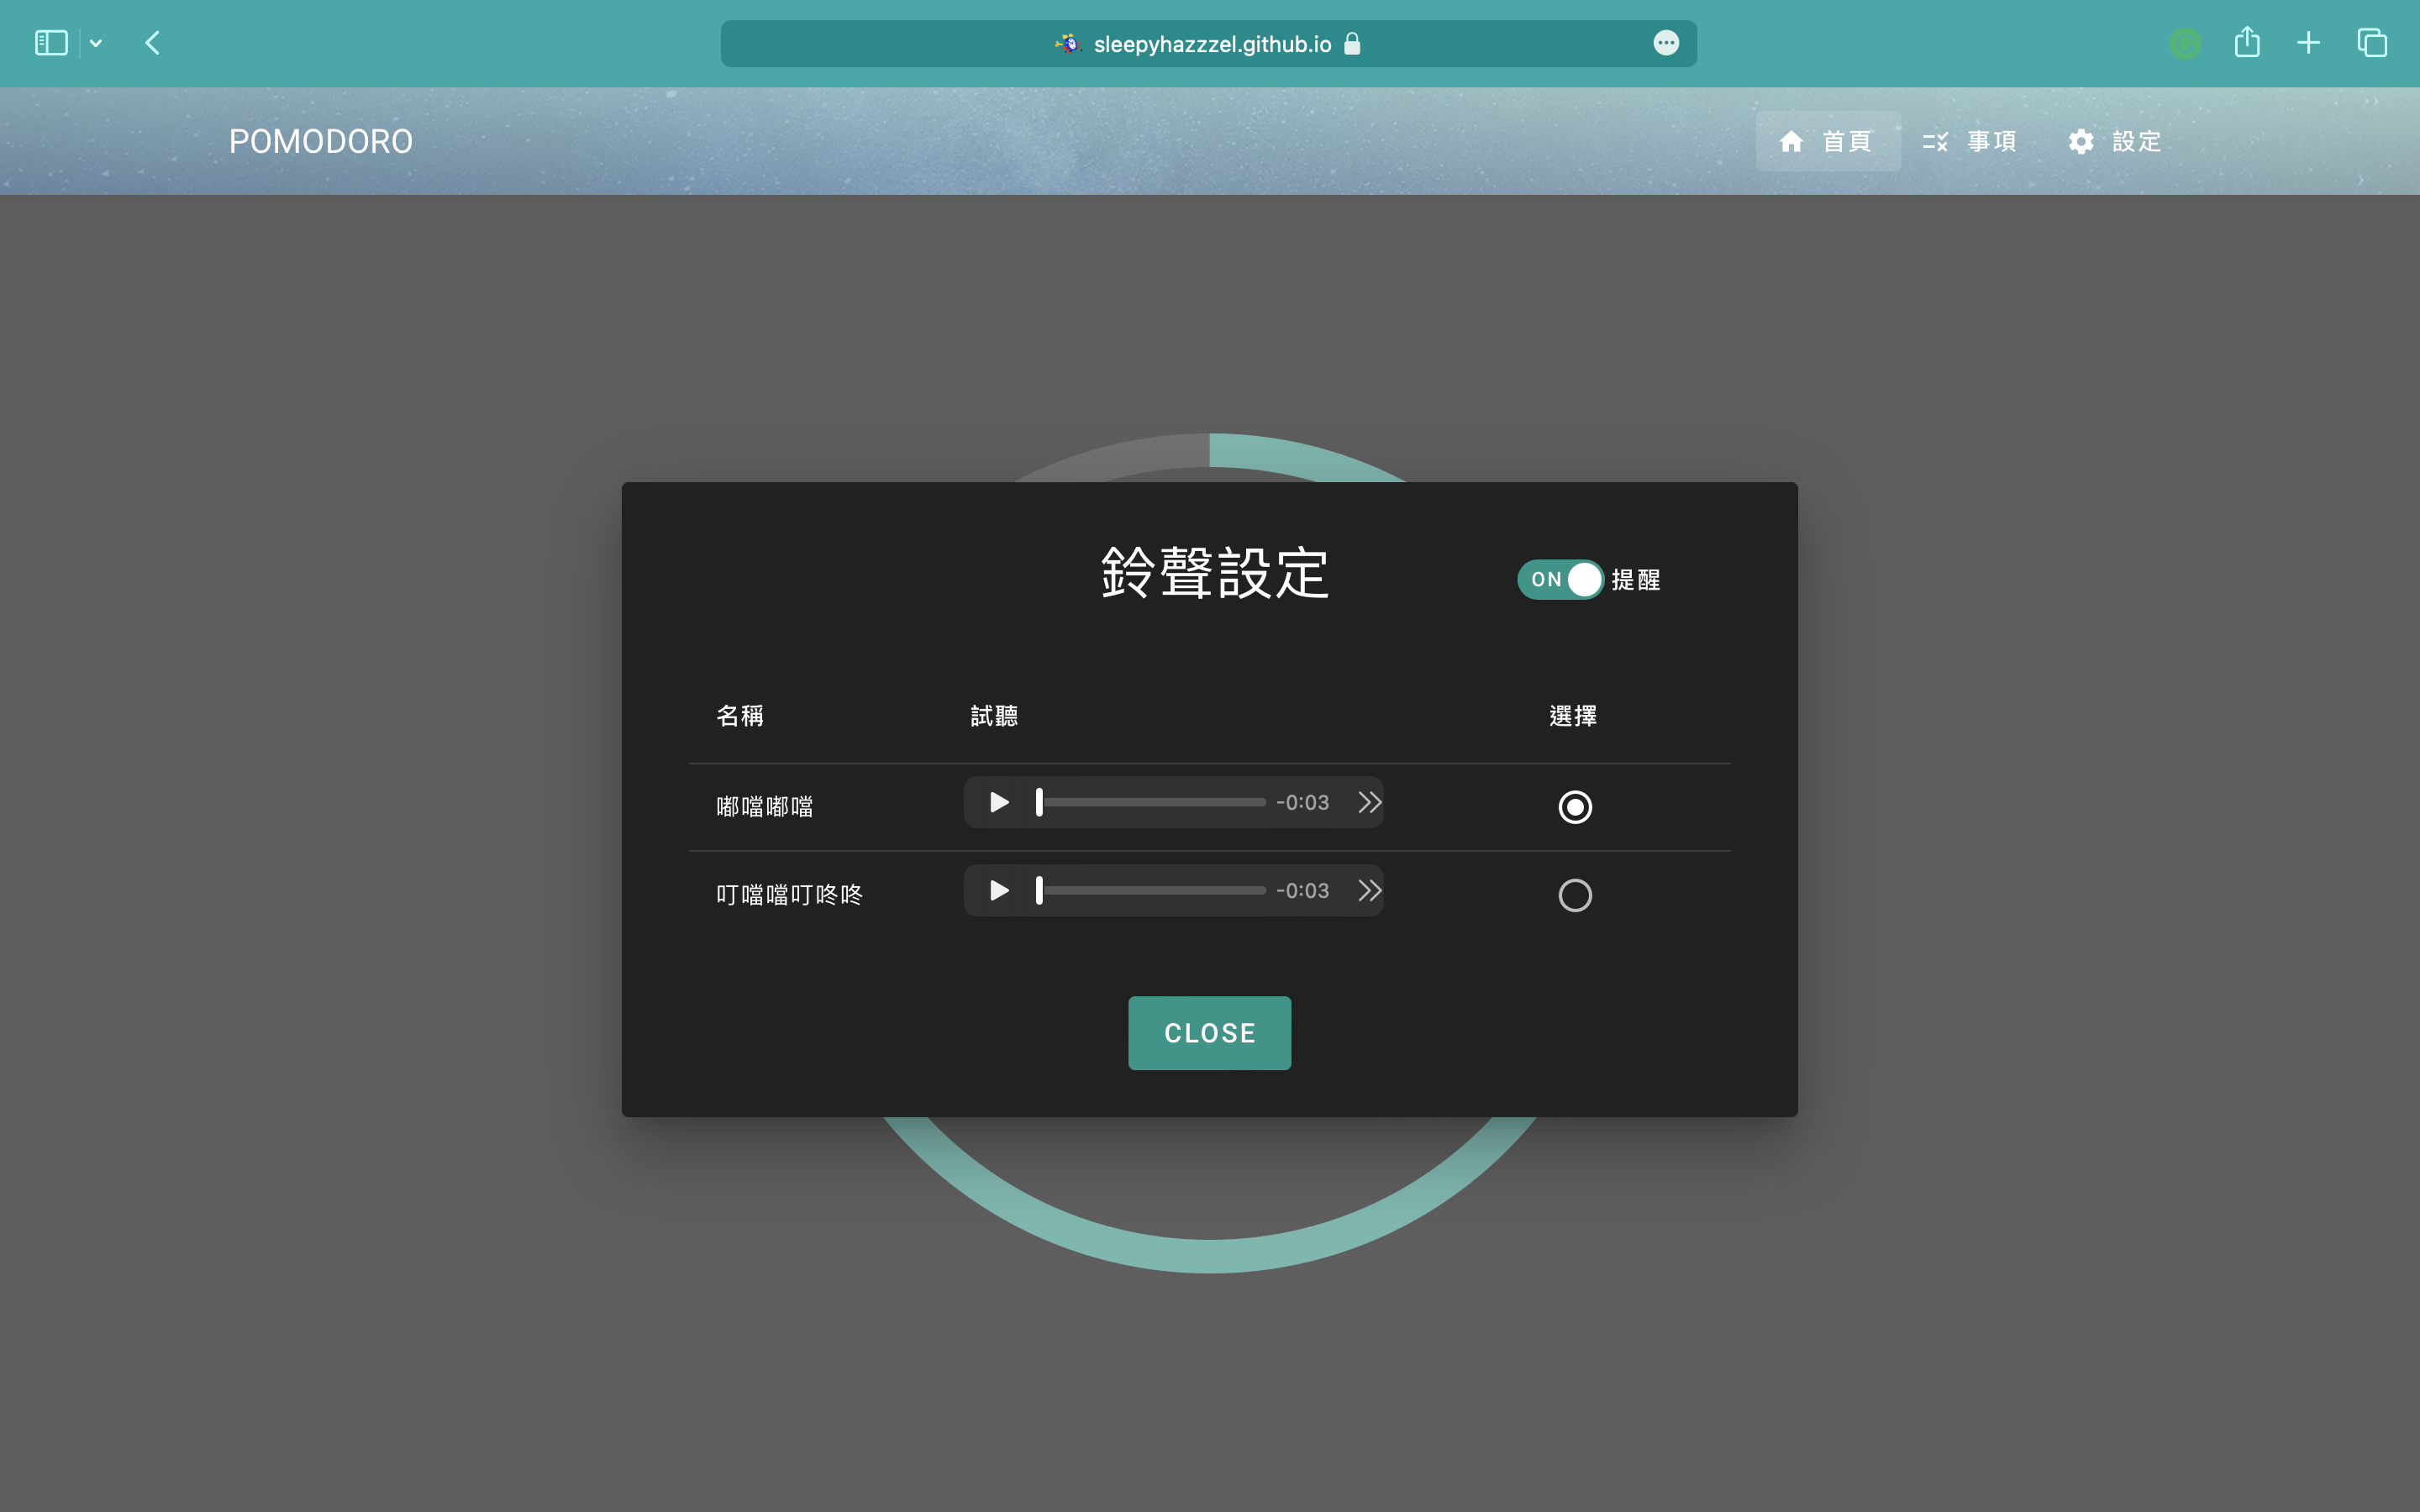 sleepyhazzzel.github.io
POMODORO
首頁
事項
設定
鈴聲設定
ON 提醒
名稱 試聽 選擇
嘟噹嘟噹 -0:03
叮噹噹叮咚咚 -0:03
CLOSE